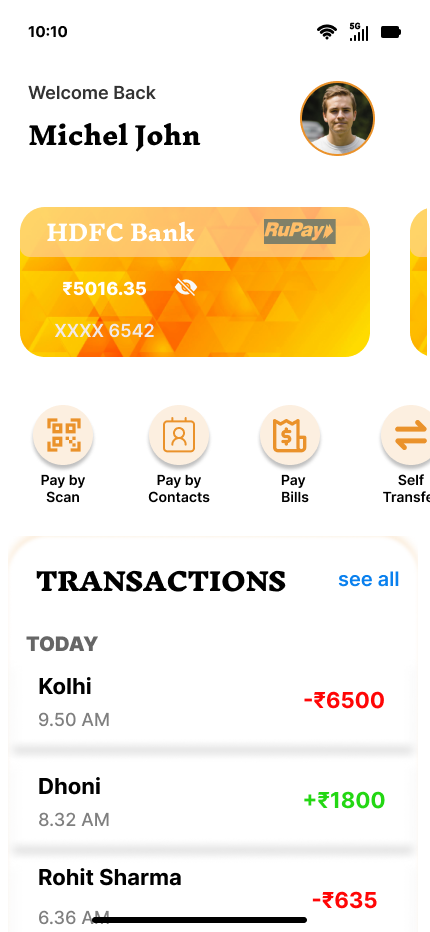 10:10
5G
Welcome Back
Michel John
HDFC Bank
RuPay
₹5016.35
XXXX 6542
Pay by
Scan
Pay by
Contacts
Pay
Bills
Self
Transfe
TRANSACTIONS
see all
TODAY
Kolhi
-₹6500
9.50 AM
Dhoni
+₹1800
8.32 AM
Rohit Sharma
-₹635
6.36 AM